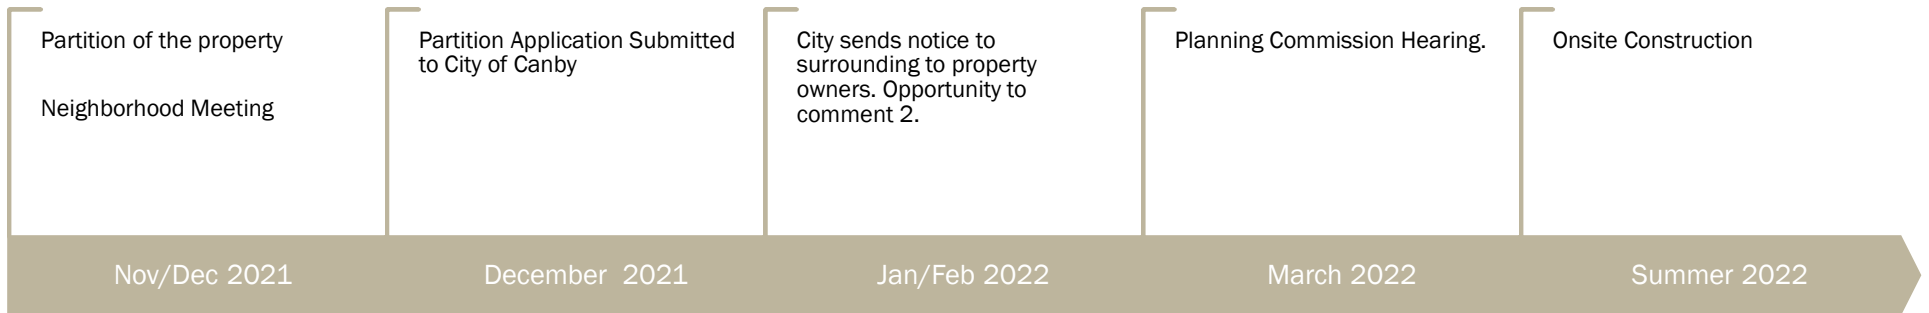 Partition of the property
Neighborhood Meeting
Partition Application Submitted
to City of Canby
City sends notice to
surrounding to property
owners. Opportunity to
comment 2.
Planning Commission Hearing.
Onsite Construction
Nov/Dec 2021
December 2021
Jan/Feb 2022
March 2022
Summer 2022